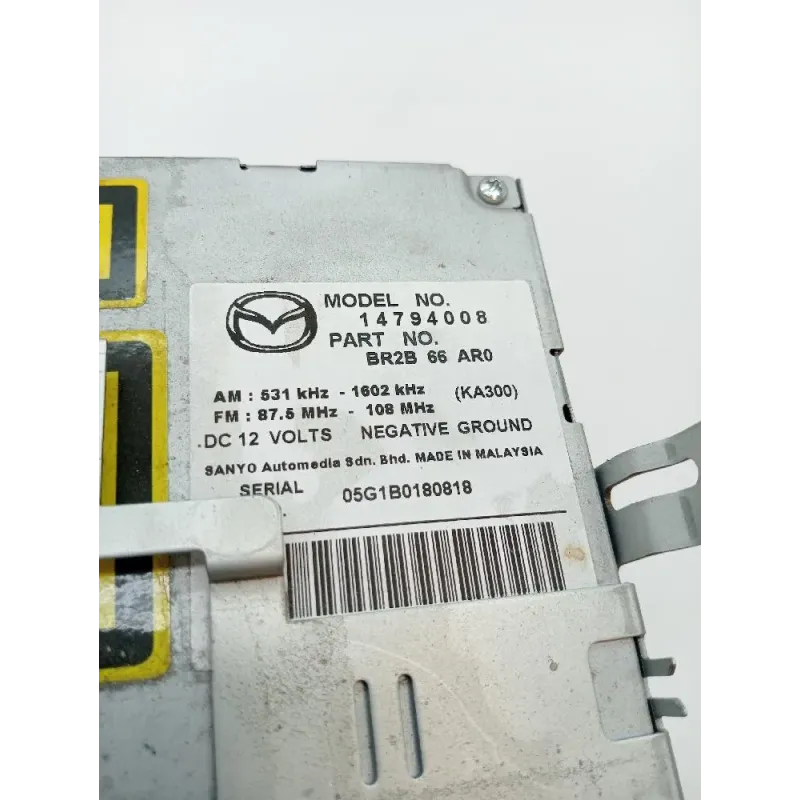 MODEL NO.
14794008
PART NO.
BR2B 66 AR0
AM : 531 kHz - 1602 kHz (KA300)
FM : 87.5 MHz - 108 MHz
DC 12 VOLTS NEGATIVE GROUND
SANYO Automedia Sdn. Bhd. MADE IN MALAYSIA
SERIAL 05G1B0180818